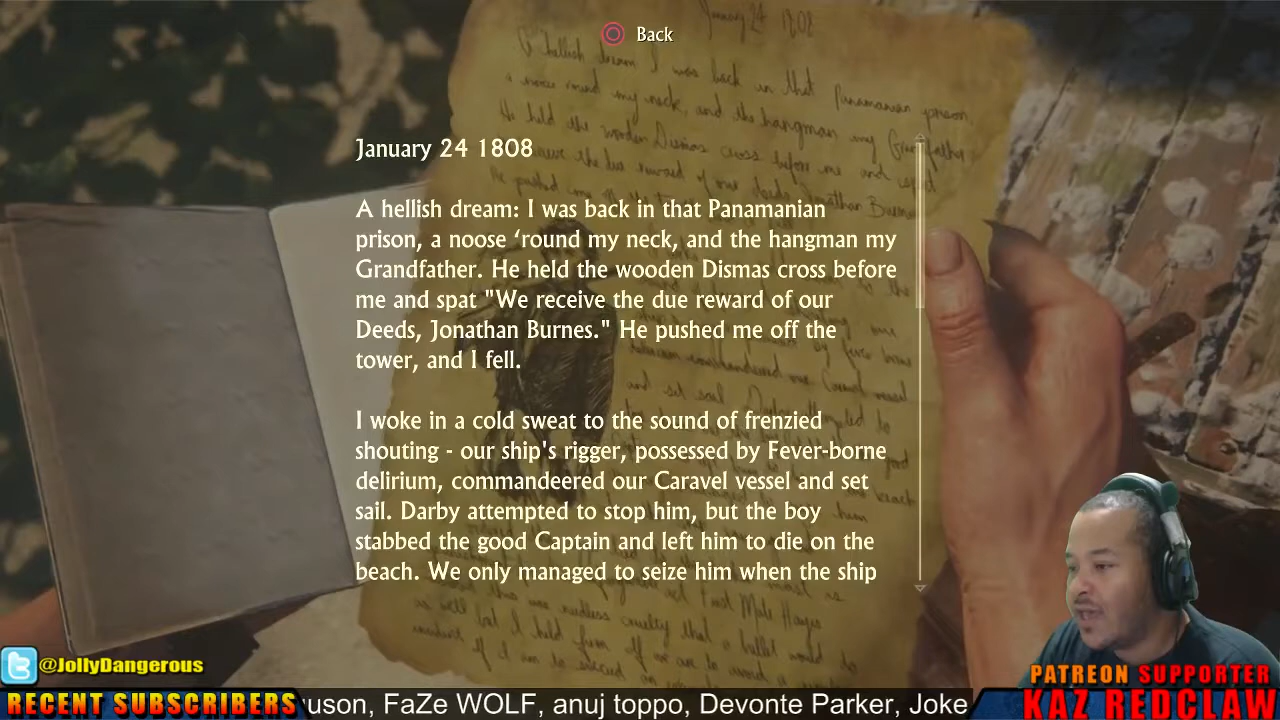 Back
January 24 1808
A hellish dream: I was back in that Panamanian
prison, a noose ‘round my neck, and the hangman my
Grandfather. He held the wooden Dismas cross before
me and spat "We receive the due reward of our
Deeds, Jonathan Burnes." He pushed me off the
tower, and I fell.
I woke in a cold sweat to the sound of frenzied
shouting - our ship's rigger, possessed by Fever-borne
delirium, commandeered our Caravel vessel and set
sail. Darby attempted to stop him, but the boy
stabbed the good Captain and left him to die on the
beach. We only managed to seize him when the ship
@JollyDangerous
RECENT SUBSCRIBERS
uson, FaZe WOLF, anuj toppo, Devonte Parker, Joke
PATREON SUPPORTER
KAZ REDCLAW